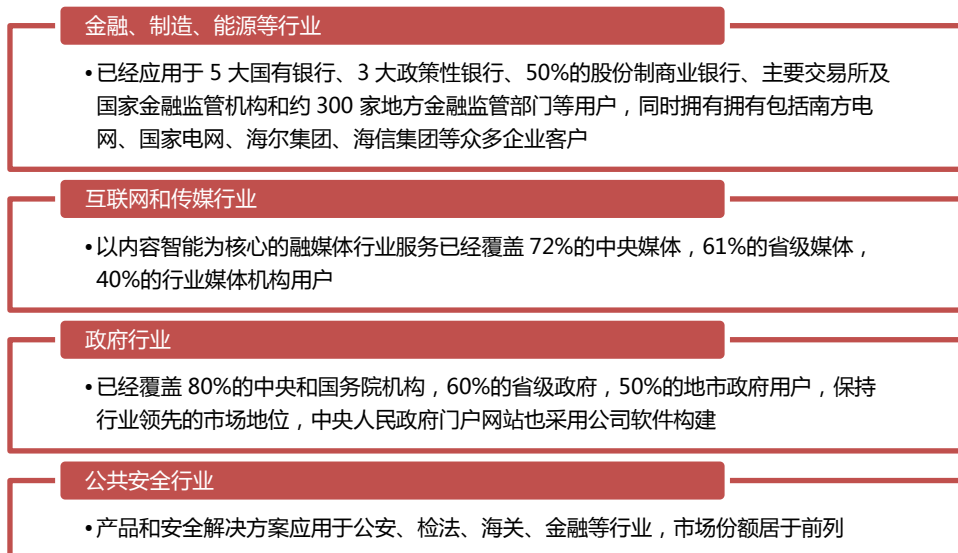 金融、制造、能源等行业
•已经应用于 5 大国有银行、3 大政策性银行、50%的股份制商业银行、主要交易所及
国家金融监管机构和约 300 家地方金融监管部门等用户，同时拥有拥有包括南方电
网、国家电网、海尔集团、海信集团等众多企业客户
互联网和传媒行业
•以内容智能为核心的融媒体行业服务已经覆盖 72%的中央媒体，61%的省级媒体，
40%的行业媒体机构用户
政府行业
•已经覆盖 80%的中央和国务院机构，60%的省级政府，50%的地市政府用户，保持
行业领先的市场地位，中央人民政府门户网站也采用公司软件构建
公共安全行业
•产品和安全解决方案应用于公安、检法、海关、金融等行业，市场份额居于前列